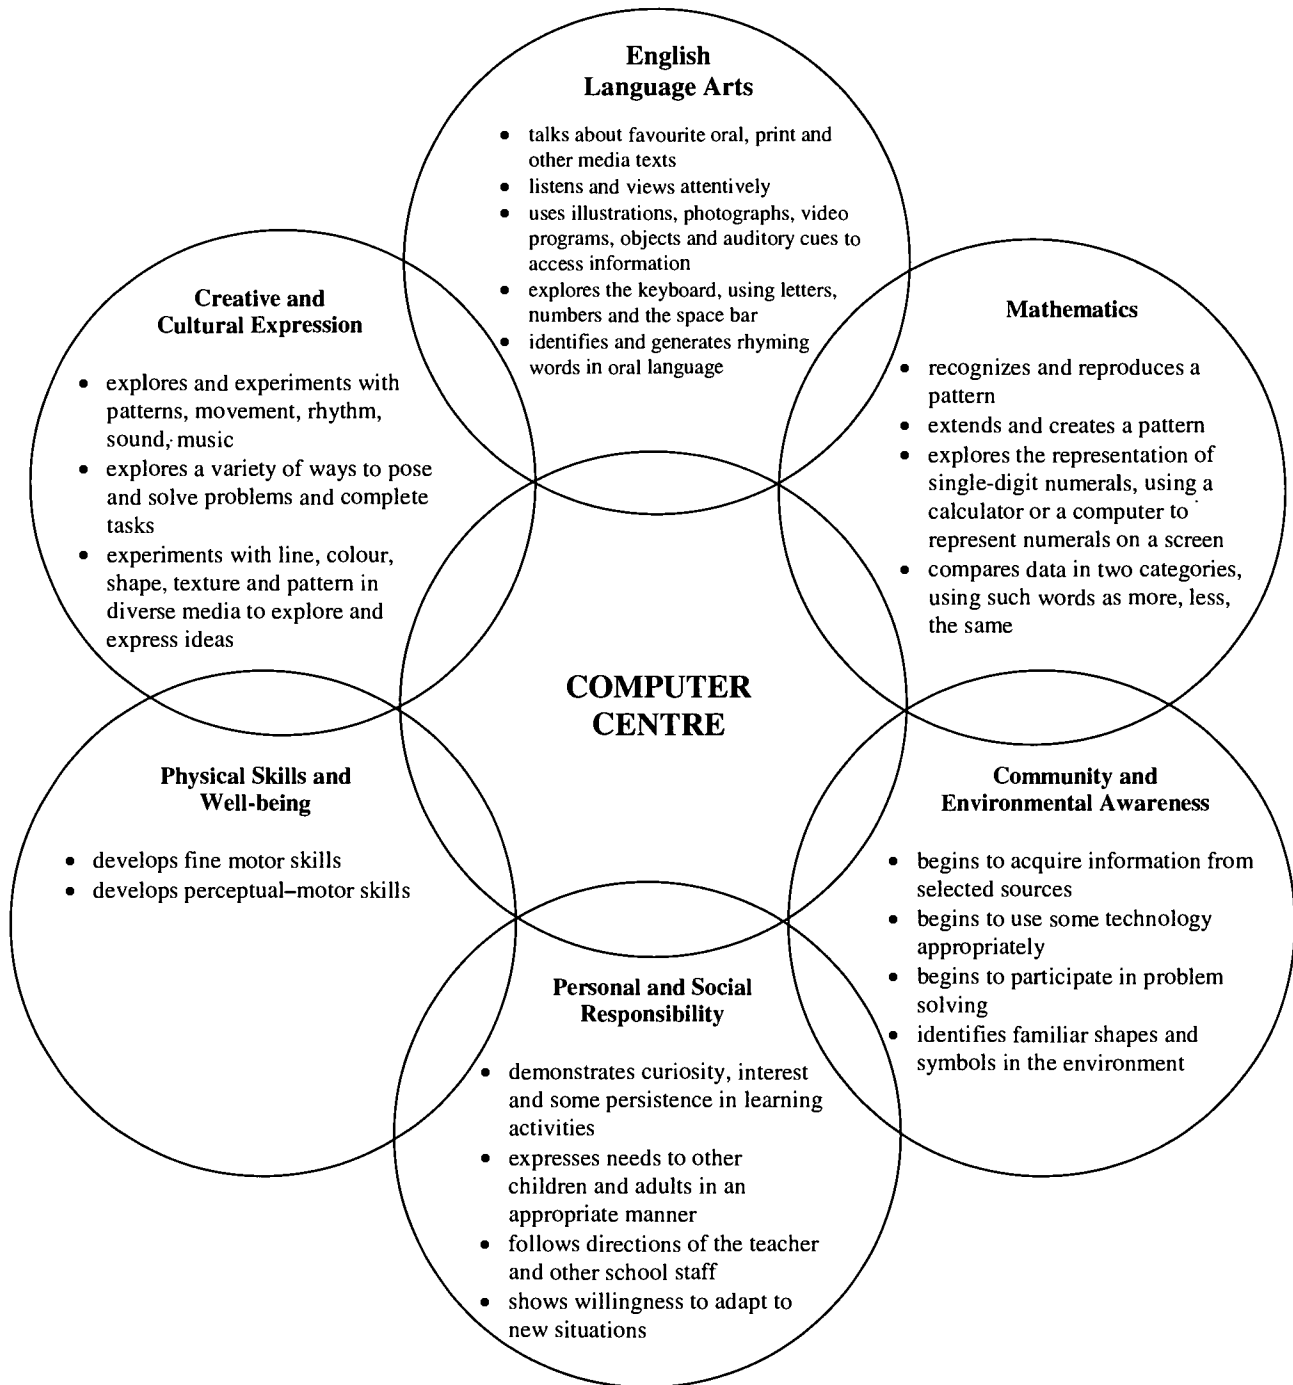 English
Language Arts
• talks about favourite oral, print and
other media texts
• listens and views attentively
• uses illustrations, photographs, video
programs, objects and auditory cues to
access information
• explores the keyboard, using letters,
numbers and the space bar
• identifies and generates rhyming
words in oral language
Creative and
Cultural Expression
• explores and experiments with
patterns, movement, rhythm,
sound, music
• explores a variety of ways to pose
and solve problems and complete
tasks
• experiments with line, colour,
shape, texture and pattern in
diverse media to explore and
express ideas
Mathematics
• recognizes and reproduces a
pattern
• extends and creates a pattern
• explores the representation of
single-digit numerals, using a
calculator or a computer to
represent numerals on a screen
• compares data in two categories,
using such words as more, less,
the same
COMPUTER
CENTRE
Physical Skills and
Well-being
• develops fine motor skills
• develops perceptual–motor skills
Community and
Environmental Awareness
• begins to acquire information from
selected sources
• begins to use some technology
appropriately
• begins to participate in problem
solving
• identifies familiar shapes and
symbols in the environment
Personal and Social
Responsibility
• demonstrates curiosity, interest
and some persistence in learning
activities
• expresses needs to other
children and adults in an
appropriate manner
• follows directions of the teacher
and other school staff
• shows willingness to adapt to
new situations